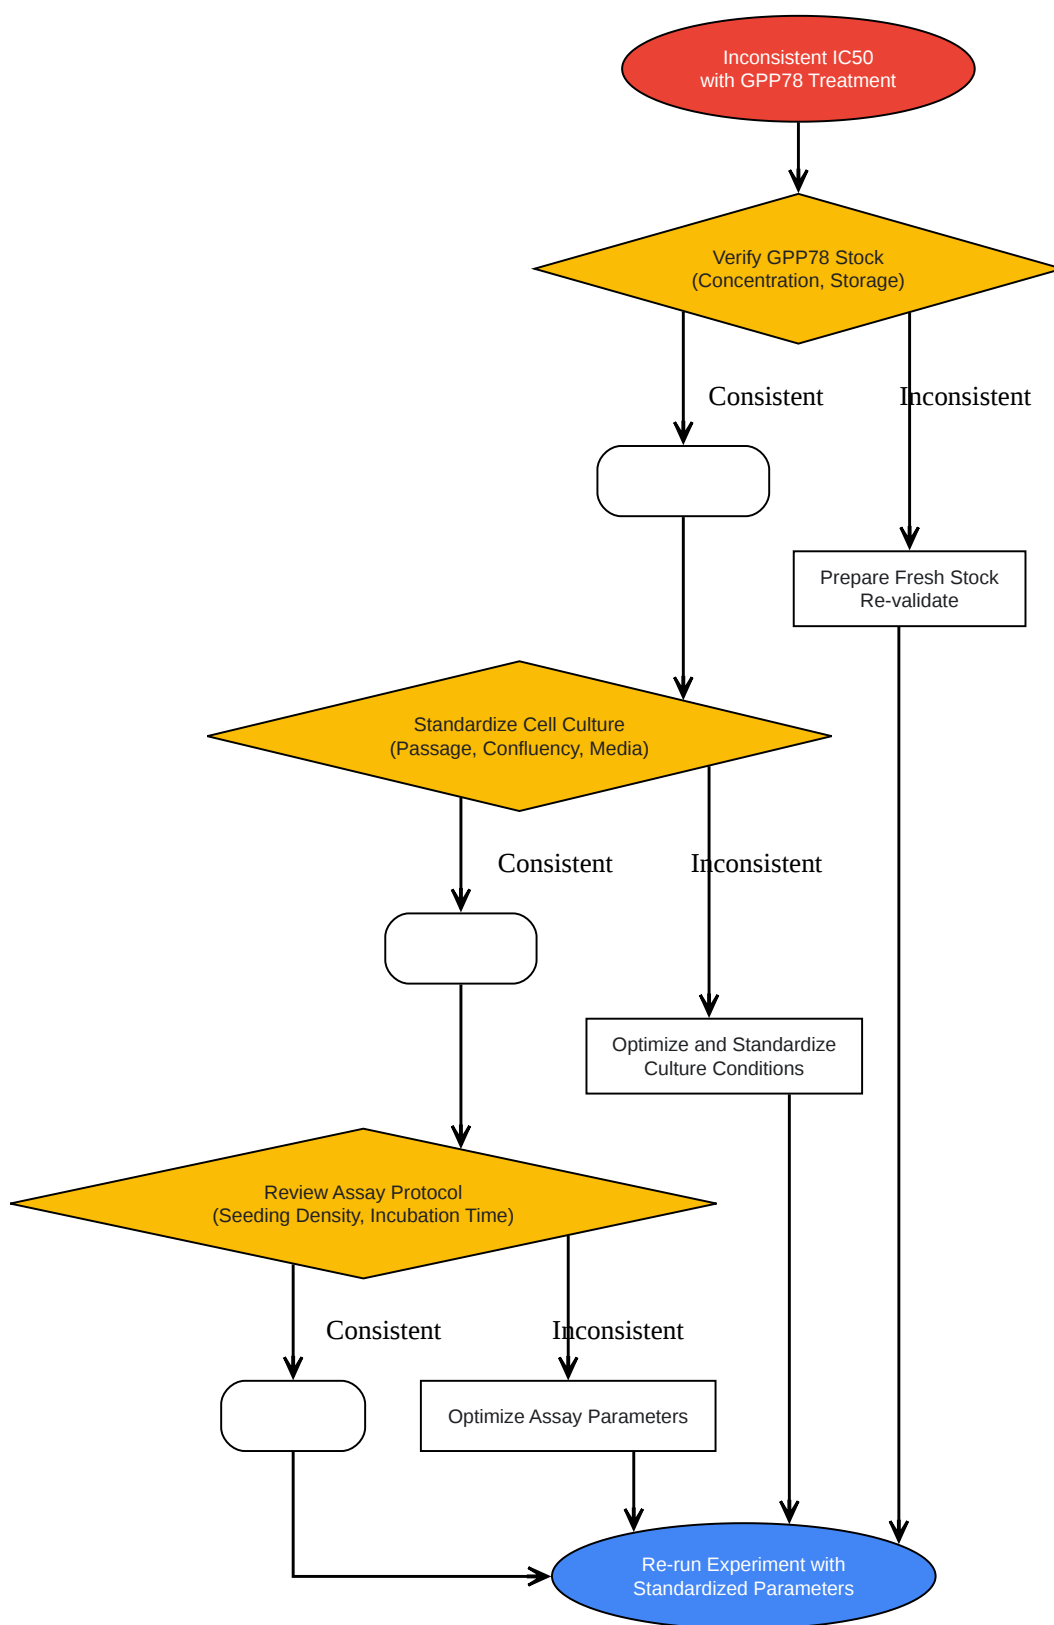 Inconsistent IC50
with GPP78 Treatment
Verify GPP78 Stock
(Concentration, Storage)
Consistent
Inconsistent
Prepare Fresh Stock
Re-validate
Standardize Cell Culture
(Passage, Confluency, Media)
Consistent
Inconsistent
Optimize and Standardize
Culture Conditions
Review Assay Protocol
(Seeding Density, Incubation Time)
Consistent
Inconsistent
Optimize Assay Parameters
Re-run Experiment with
Standardized Parameters